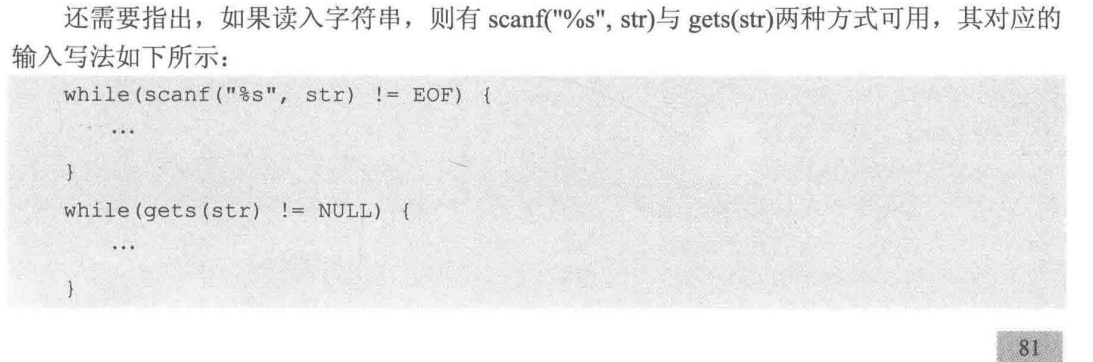 还需要指出，如果读入字符串，则有 scanf("%s", str)与 gets(str)两种方式可用，其对应的
输入写法如下所示：
while(scanf("%s", str) != EOF) {
...
}
while(gets(str) != NULL) {
...
}
81